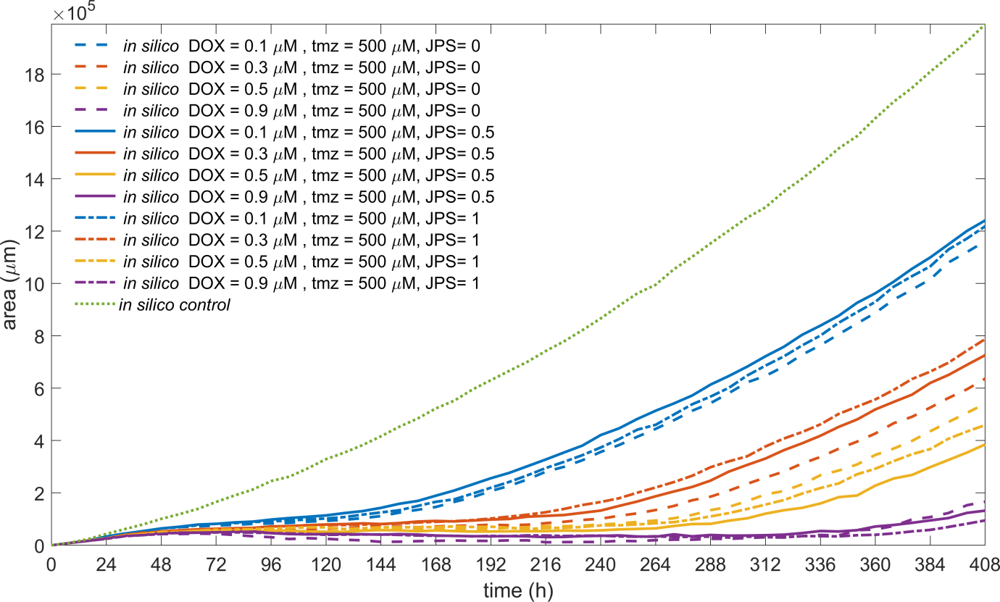 ×10⁵
in silico DOX = 0.1 μM , tmz = 500 μM, JPS= 0
in silico DOX = 0.3 μM , tmz = 500 μM, JPS= 0
in silico DOX = 0.5 μM , tmz = 500 μM, JPS= 0
in silico DOX = 0.9 μM , tmz = 500 μM, JPS= 0
in silico DOX = 0.1 μM , tmz = 500 μM, JPS= 0.5
in silico DOX = 0.3 μM , tmz = 500 μM, JPS= 0.5
in silico DOX = 0.5 μM , tmz = 500 μM, JPS= 0.5
in silico DOX = 0.9 μM , tmz = 500 μM, JPS= 0.5
in silico DOX = 0.1 μM , tmz = 500 μM, JPS= 1
in silico DOX = 0.3 μM , tmz = 500 μM, JPS= 1
in silico DOX = 0.5 μM , tmz = 500 μM, JPS= 1
in silico DOX = 0.9 μM , tmz = 500 μM, JPS= 1
in silico control
18
16
14
12
10
8
6
4
2
0
area (μm)
0 24 48 72 96 120 144 168 192 216 240 264 288 312 336 360 384 408
time (h)